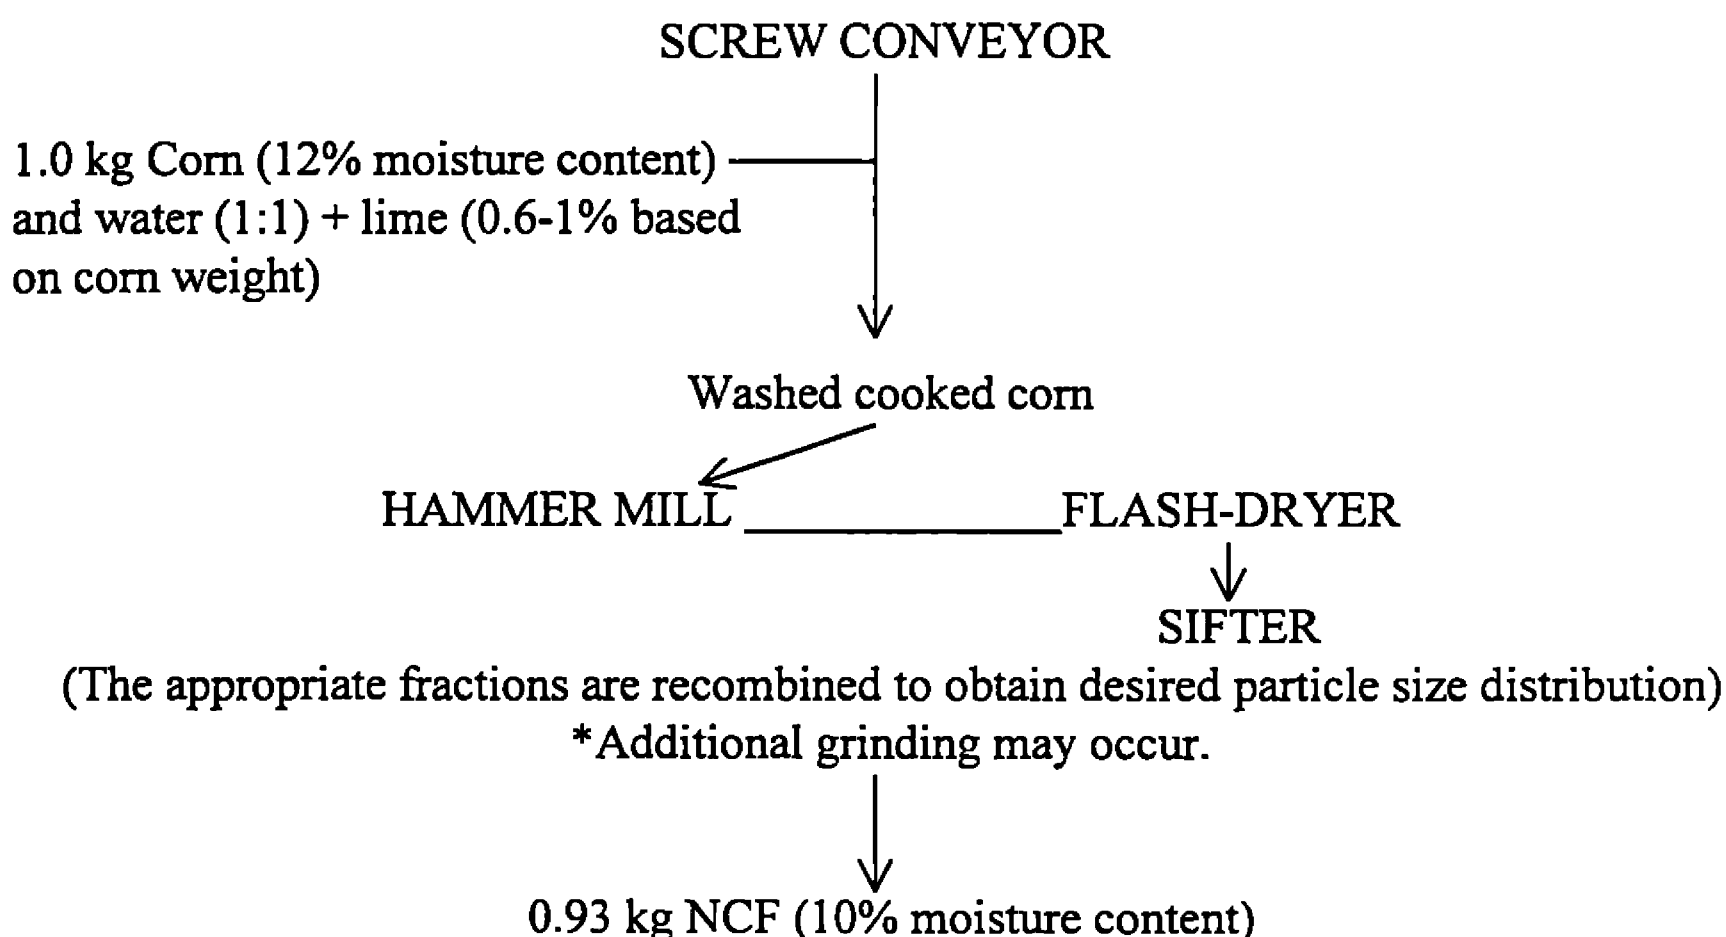 SCREW CONVEYOR
1.0 kg Corn (12% moisture content)
and water (1:1) + lime (0.6-1% based
on corn weight)
Washed cooked corn
HAMMER MILL
FLASH-DRYER
SIFTER
(The appropriate fractions are recombined to obtain desired particle size distribution)
*Additional grinding may occur.
0.93 kg NCF (10% moisture content)